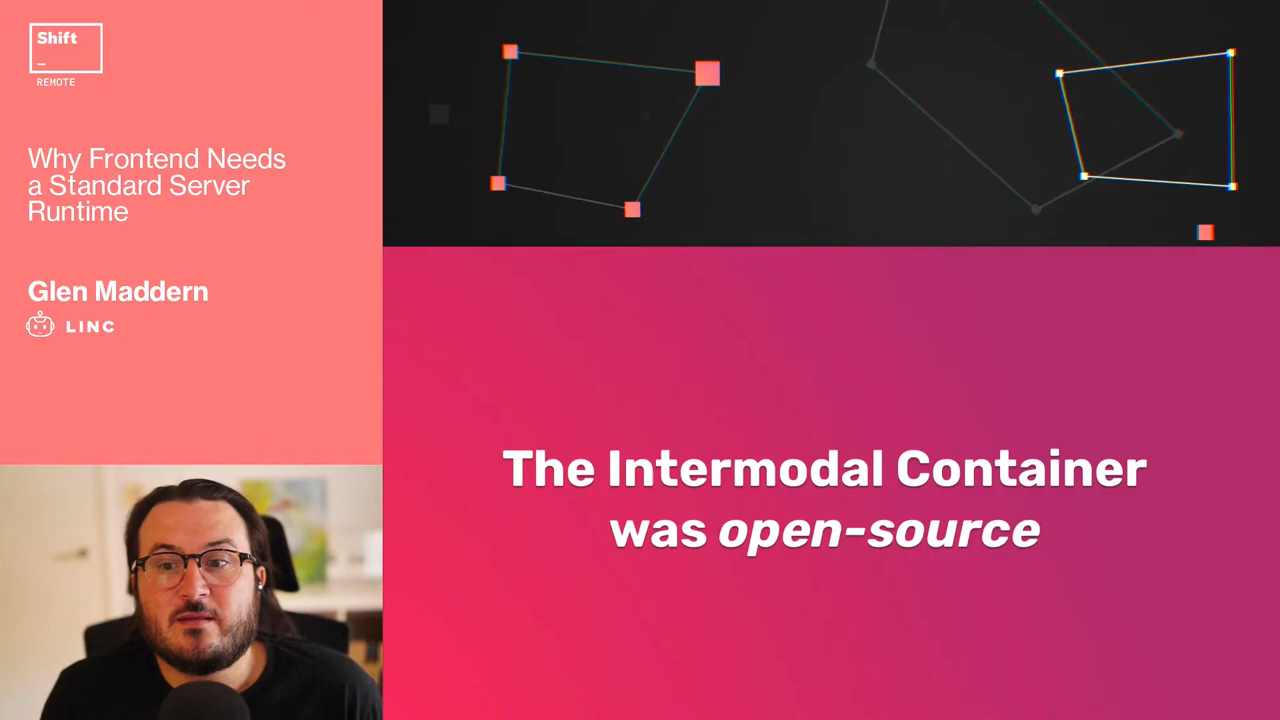 Shift
_
REMOTE
Why Frontend Needs
a Standard Server
Runtime
Glen Maddern
LINC
The Intermodal Container
was open-source